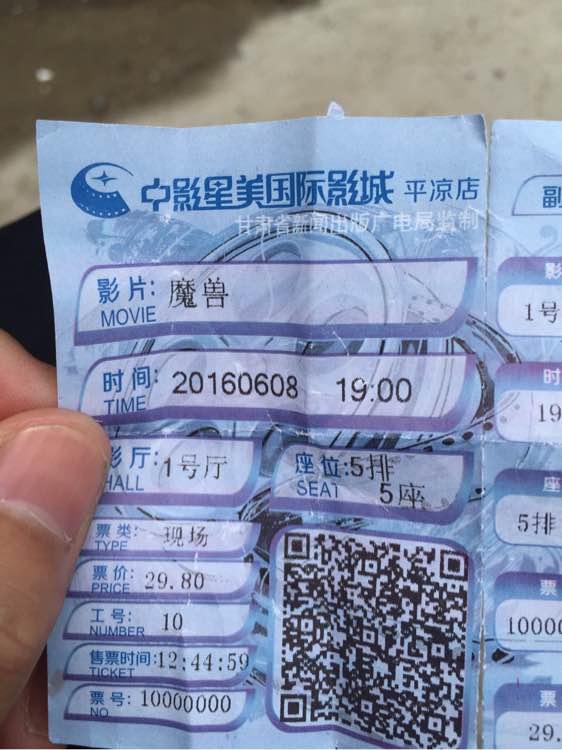 中影星美国际影城 平凉店
甘肃省新闻出版广电局监制
影片: 魔兽
MOVIE
时间: 20160608 19:00
TIME
影厅: 1号厅
HALL
座位: 5排
SEAT 5座
票类: 现场
TYPE
票价: 29.80
PRICE
工号: 10
NUMBER
售票时间: 12:44:59
TICKET
票号: 10000000
NO
副
影
1号
时
19
座
5排
票
10000
票
29.